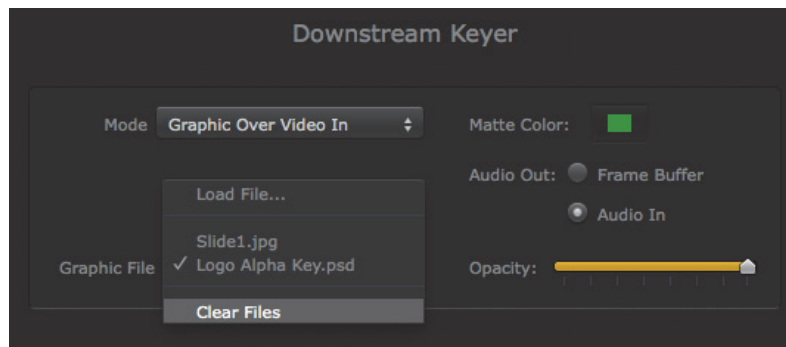 Downstream Keyer
Mode Graphic Over Video In
Matte Color:
Load File...
Audio Out: Frame Buffer
Audio In
Slide1.jpg
Graphic File ✓ Logo Alpha Key.psd
Opacity:
Clear Files